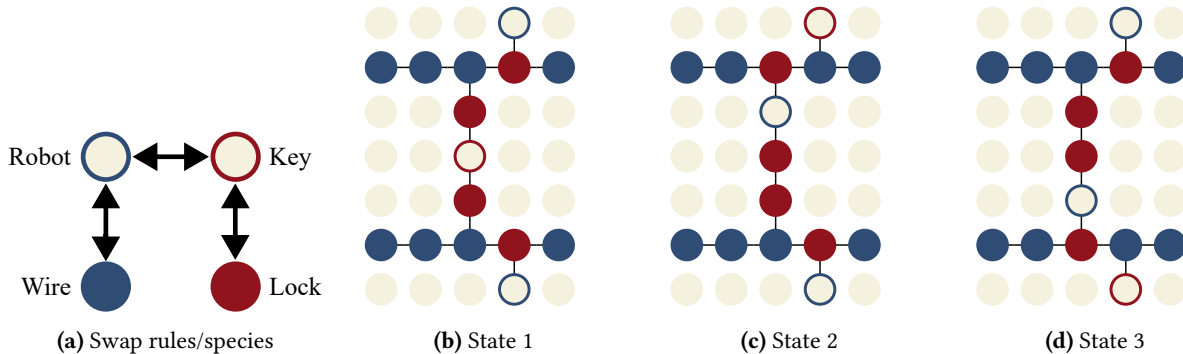 Robot
Key
Wire
Lock
(a) Swap rules/species
(b) State 1
(c) State 2
(d) State 3